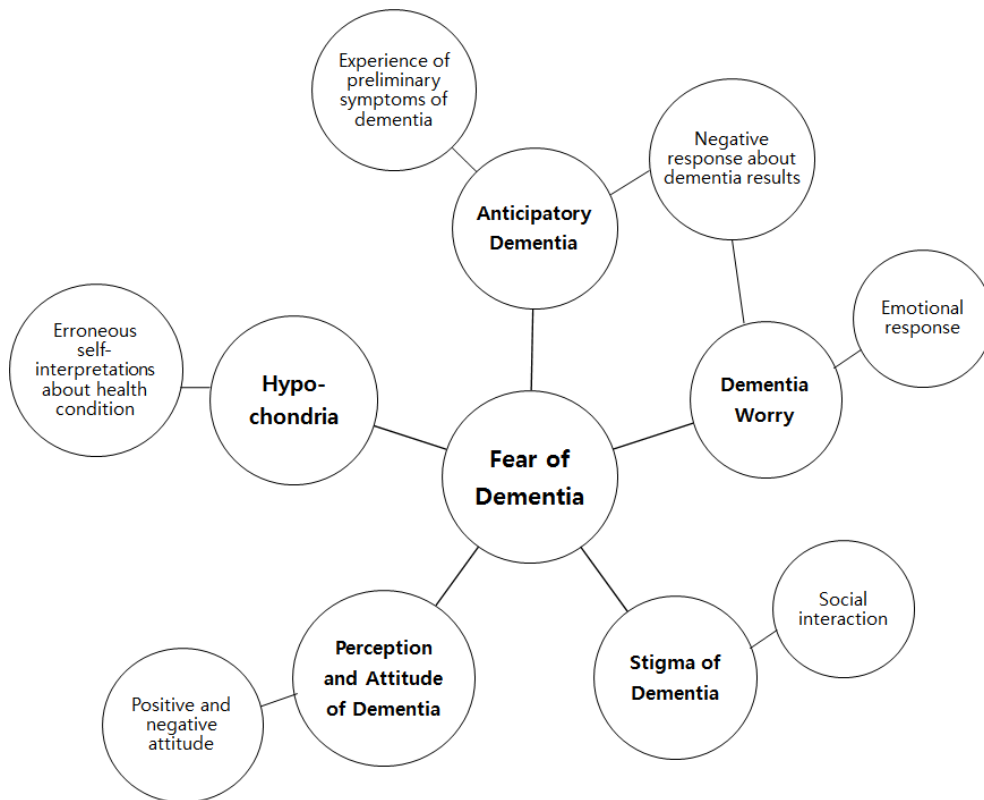 Experience of
preliminary
symptoms of
dementia
Negative
response about
dementia results
Anticipatory
Dementia
Emotional
response
Erroneous
self-
interpretations
about health
condition
Hypo-
chondria
Dementia
Worry
Fear of
Dementia
Social
interaction
Perception
and Attitude
of Dementia
Stigma of
Dementia
Positive and
negative
attitude